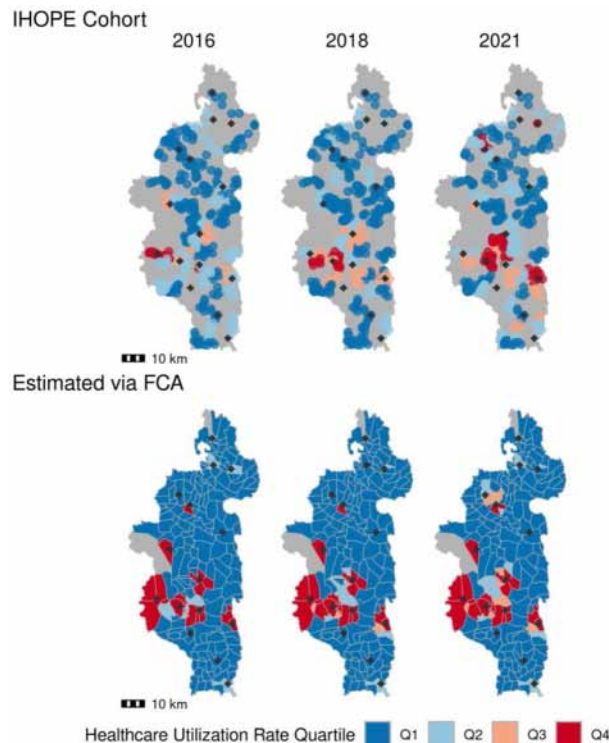 IHOPE Cohort
2016 2018 2021
10 km
Estimated via FCA
10 km
Healthcare Utilization Rate Quartile Q1 Q2 Q3 Q4